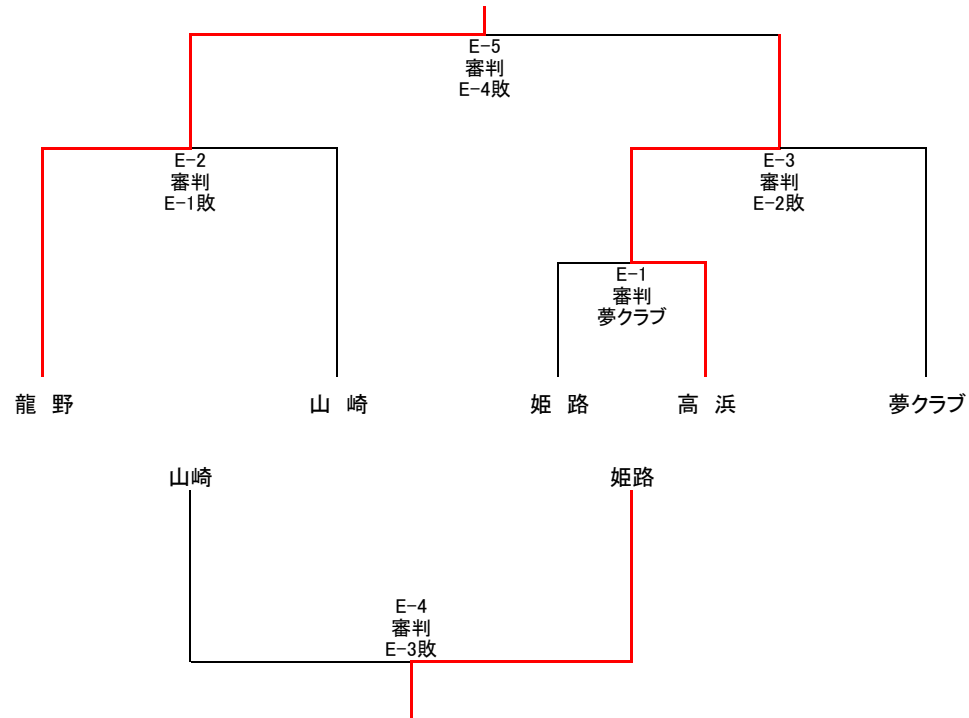 E-5
審判
E-4敗
E-2
審判
E-1敗
E-3
審判
E-2敗
E-1
審判
夢クラブ
龍 野
山 崎
姫 路
高 浜
夢クラブ
山崎
姫路
E-4
審判
E-3敗